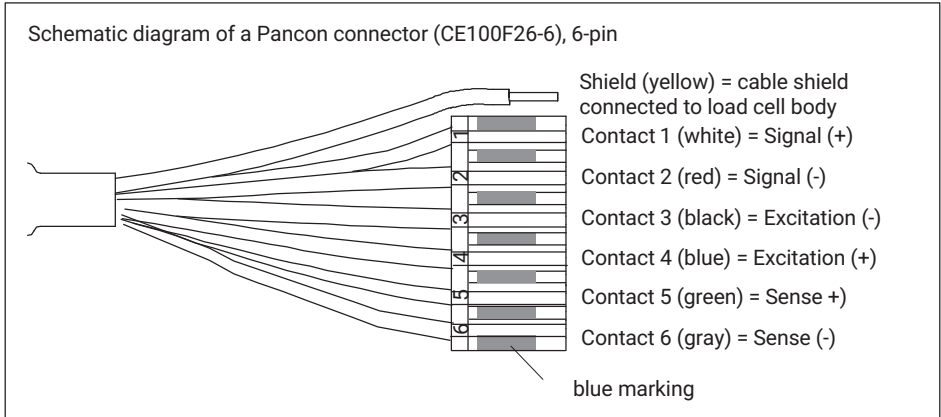 Schematic diagram of a Pancon connector (CE100F26-6), 6-pin
Shield (yellow) = cable shield
connected to load cell body
1
Contact 1 (white) = Signal (+)
2
Contact 2 (red) = Signal (-)
3
Contact 3 (black) = Excitation (-)
4
Contact 4 (blue) = Excitation (+)
5
Contact 5 (green) = Sense +)
6
Contact 6 (gray) = Sense (-)
blue marking